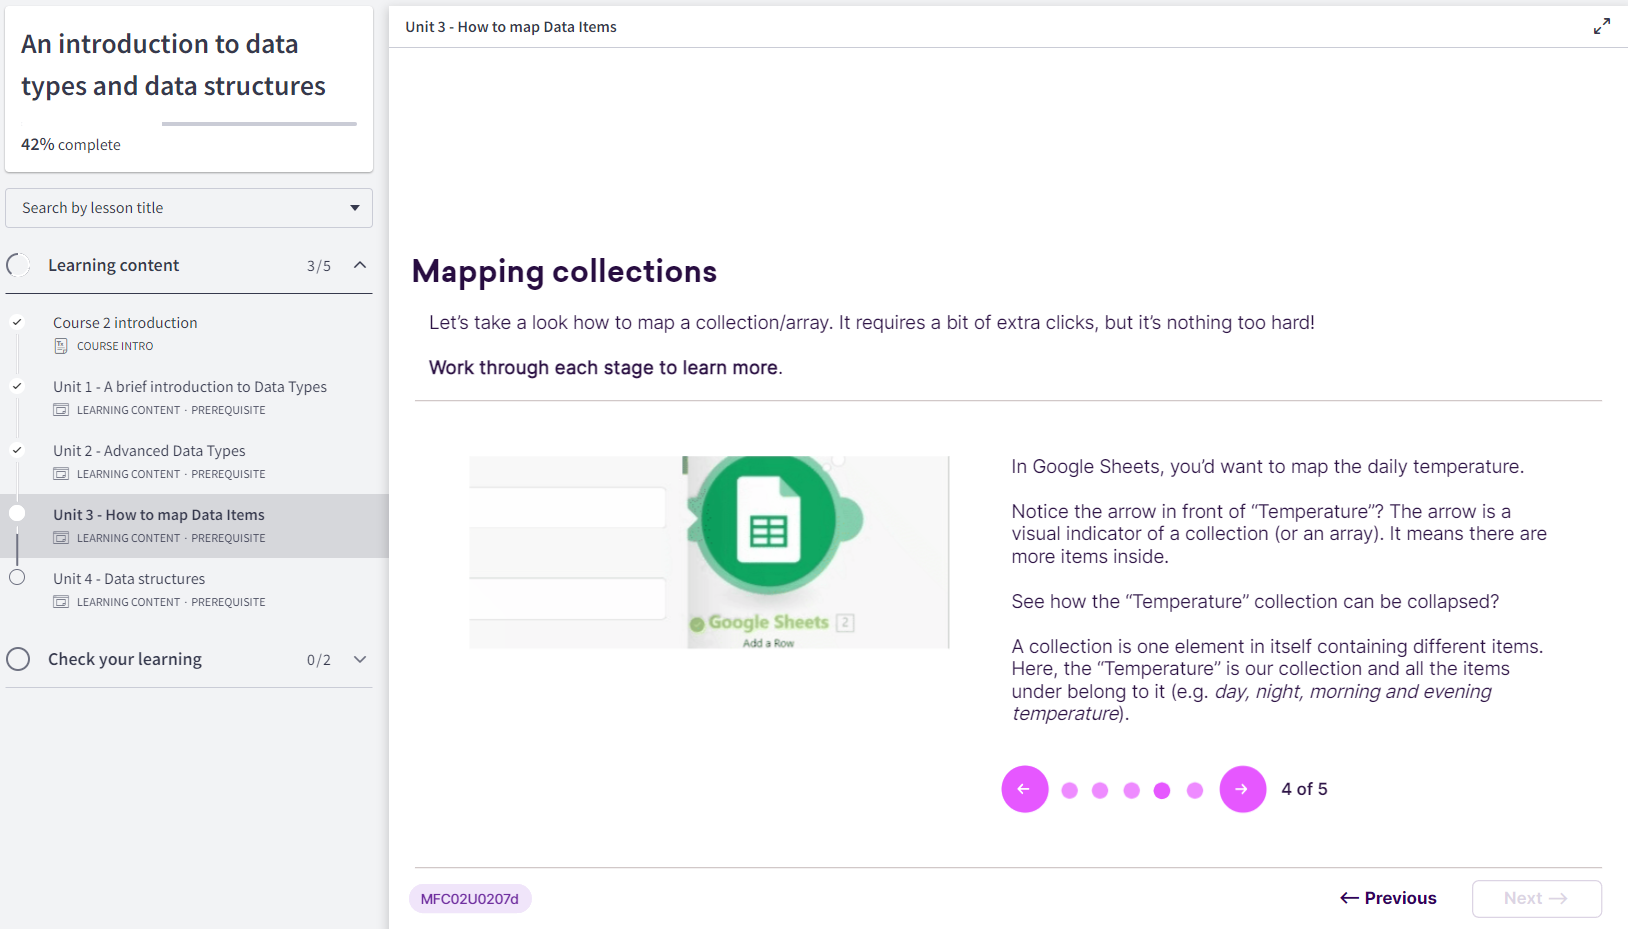 An introduction to data
types and data structures
42% complete
Search by lesson title
Learning content 3/5
Course 2 introduction
COURSE INTRO
Unit 1 - A brief introduction to Data Types
LEARNING CONTENT · PREREQUISITE
Unit 2 - Advanced Data Types
LEARNING CONTENT · PREREQUISITE
Unit 3 - How to map Data Items
LEARNING CONTENT · PREREQUISITE
Unit 4 - Data structures
LEARNING CONTENT · PREREQUISITE
Check your learning 0/2
Unit 3 - How to map Data Items
Mapping collections
Let’s take a look how to map a collection/array. It requires a bit of extra clicks, but it’s nothing too hard!
Work through each stage to learn more.
Google Sheets 2
Add a Row
In Google Sheets, you’d want to map the daily temperature.
Notice the arrow in front of “Temperature”? The arrow is a
visual indicator of a collection (or an array). It means there are
more items inside.
See how the “Temperature” collection can be collapsed?
A collection is one element in itself containing different items.
Here, the “Temperature” is our collection and all the items
under belong to it (e.g. day, night, morning and evening
temperature).
← → 4 of 5
MFC02U0207d
← Previous
Next →